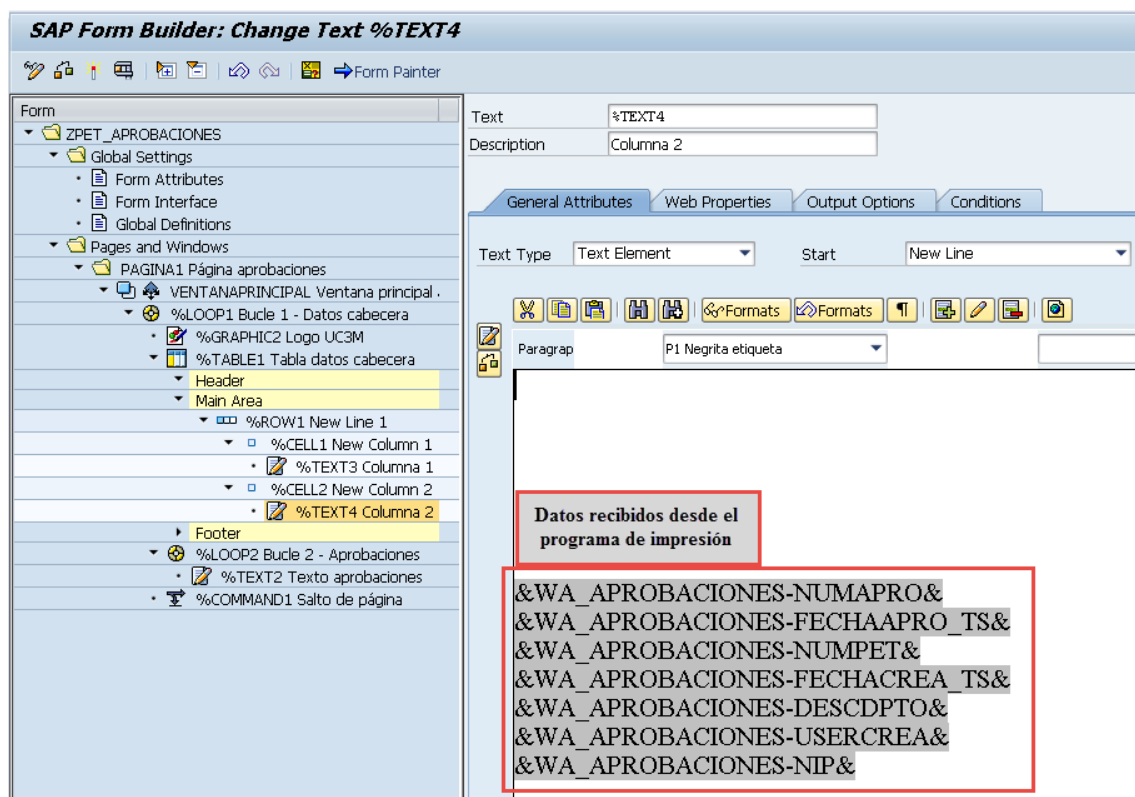 SAP Form Builder: Change Text %TEXT4
Form Painter
Form
ZPET_APROBACIONES
Global Settings
Form Attributes
Form Interface
Global Definitions
Pages and Windows
PAGINA1 Página aprobaciones
VENTANAPRINCIPAL Ventana principal .
%LOOP1 Bucle 1 - Datos cabecera
%GRAPHIC2 Logo UC3M
%TABLE1 Tabla datos cabecera
Header
Main Area
%ROW1 New Line 1
%CELL1 New Column 1
%TEXT3 Columna 1
%CELL2 New Column 2
%TEXT4 Columna 2
Footer
%LOOP2 Bucle 2 - Aprobaciones
%TEXT2 Texto aprobaciones
%COMMAND1 Salto de página
Text %TEXT4
Description Columna 2
General Attributes Web Properties Output Options Conditions
Text Type Text Element Start New Line
Formats Formats
Paragrap P1 Negrita etiqueta
Datos recibidos desde el
programa de impresión
&WA_APROBACIONES-NUMAPRO&
&WA_APROBACIONES-FECHAAPRO_TS&
&WA_APROBACIONES-NUMPET&
&WA_APROBACIONES-FECHACREA_TS&
&WA_APROBACIONES-DESCDPTO&
&WA_APROBACIONES-USERCREA&
&WA_APROBACIONES-NIP&